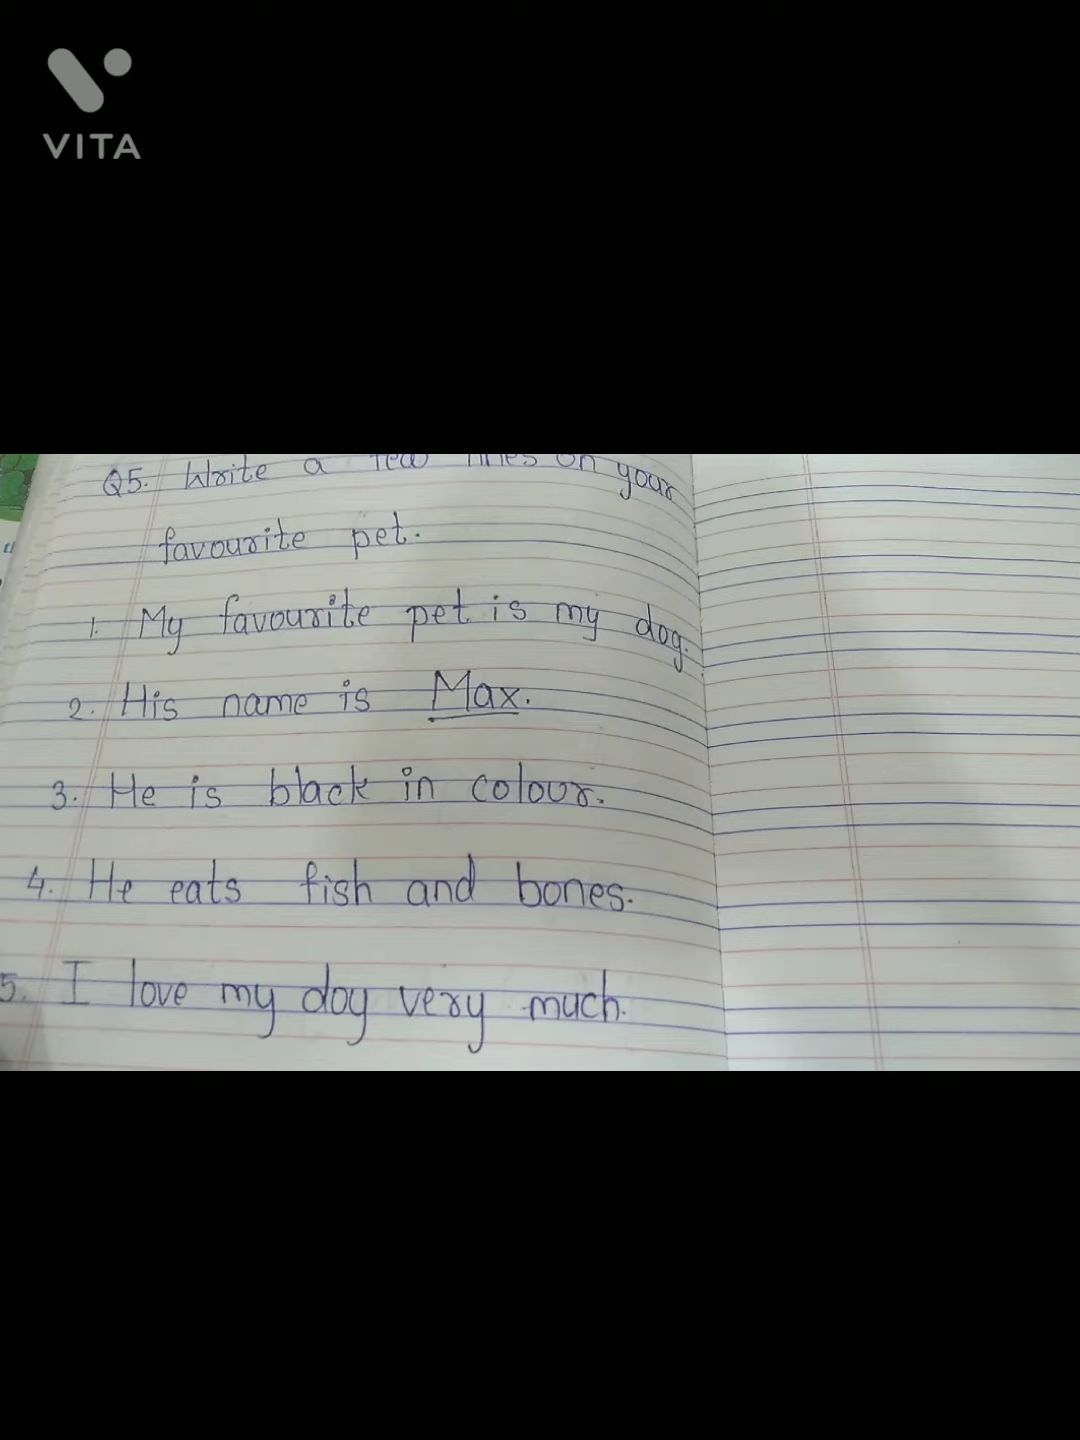 VITA
Q5. Write a few lines on your
favourite pet.
1. My favourite pet is my dog.
2. His name is Max.
3. He is black in colour.
4. He eats fish and bones.
5. I love my dog very much.